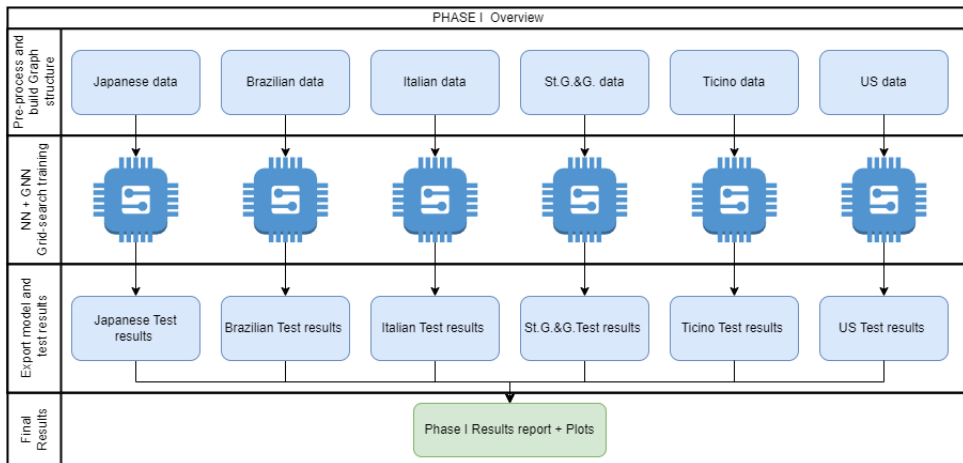 PHASE I Overview
Pre-process and
build Graph
structure
Japanese data
Brazilian data
Italian data
St.G.&G. data
Ticino data
US data
NN + GNN
Grid-search training
Export model and
test results
Japanese Test
results
Brazilian Test results
Italian Test results
St.G.&G.Test results
Ticino Test results
US Test results
Final
Results
Phase I Results report + Plots